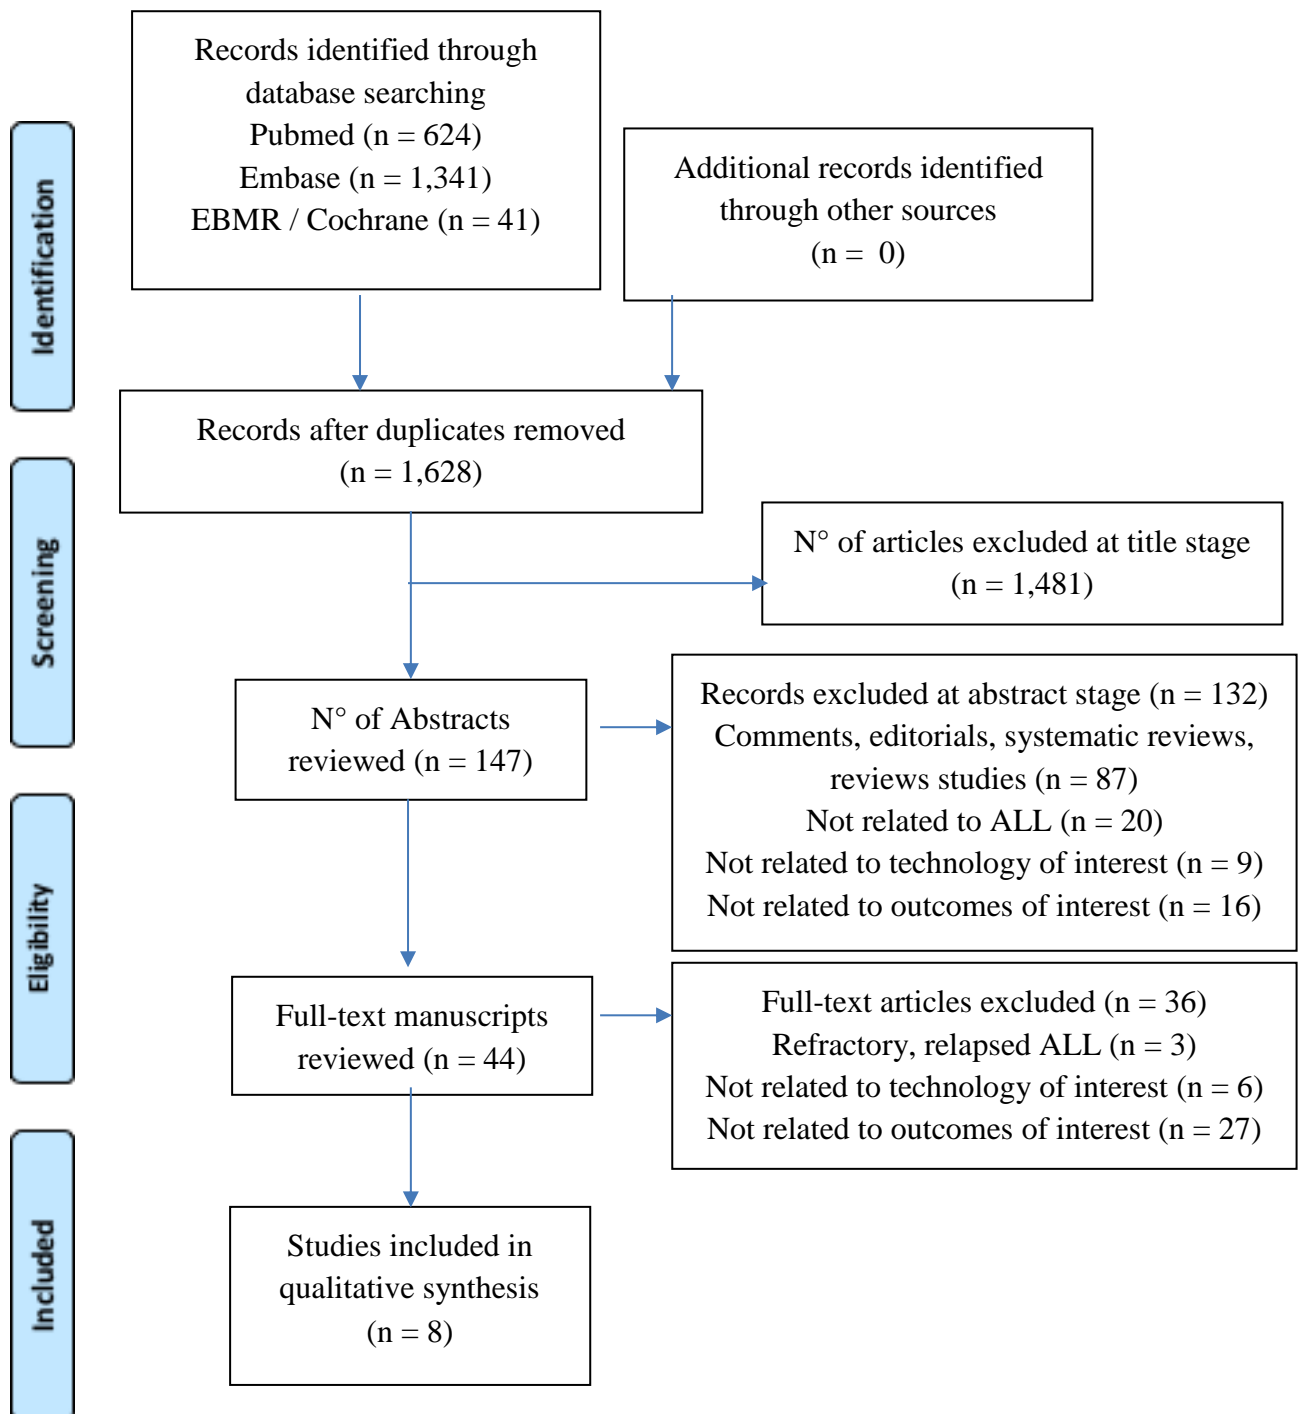 Records identified through
database searching
Pubmed (n = 624)
Embase (n = 1,341)
EBMR / Cochrane (n = 41)
Additional records identified
through other sources
(n =  0)
Identification
Records after duplicates removed
(n = 1,628)
Screening
N° of articles excluded at title stage
(n = 1,481)
N° of Abstracts
reviewed (n = 147)
Records excluded at abstract stage (n = 132)
Comments, editorials, systematic reviews,
reviews studies (n = 87)
Not related to ALL (n = 20)
Not related to technology of interest (n = 9)
Not related to outcomes of interest (n = 16)
Eligibility
Full-text manuscripts
reviewed (n = 44)
Full-text articles excluded (n = 36)
Refractory, relapsed ALL (n = 3)
Not related to technology of interest (n = 6)
Not related to outcomes of interest (n = 27)
Included
Studies included in
qualitative synthesis
(n = 8)